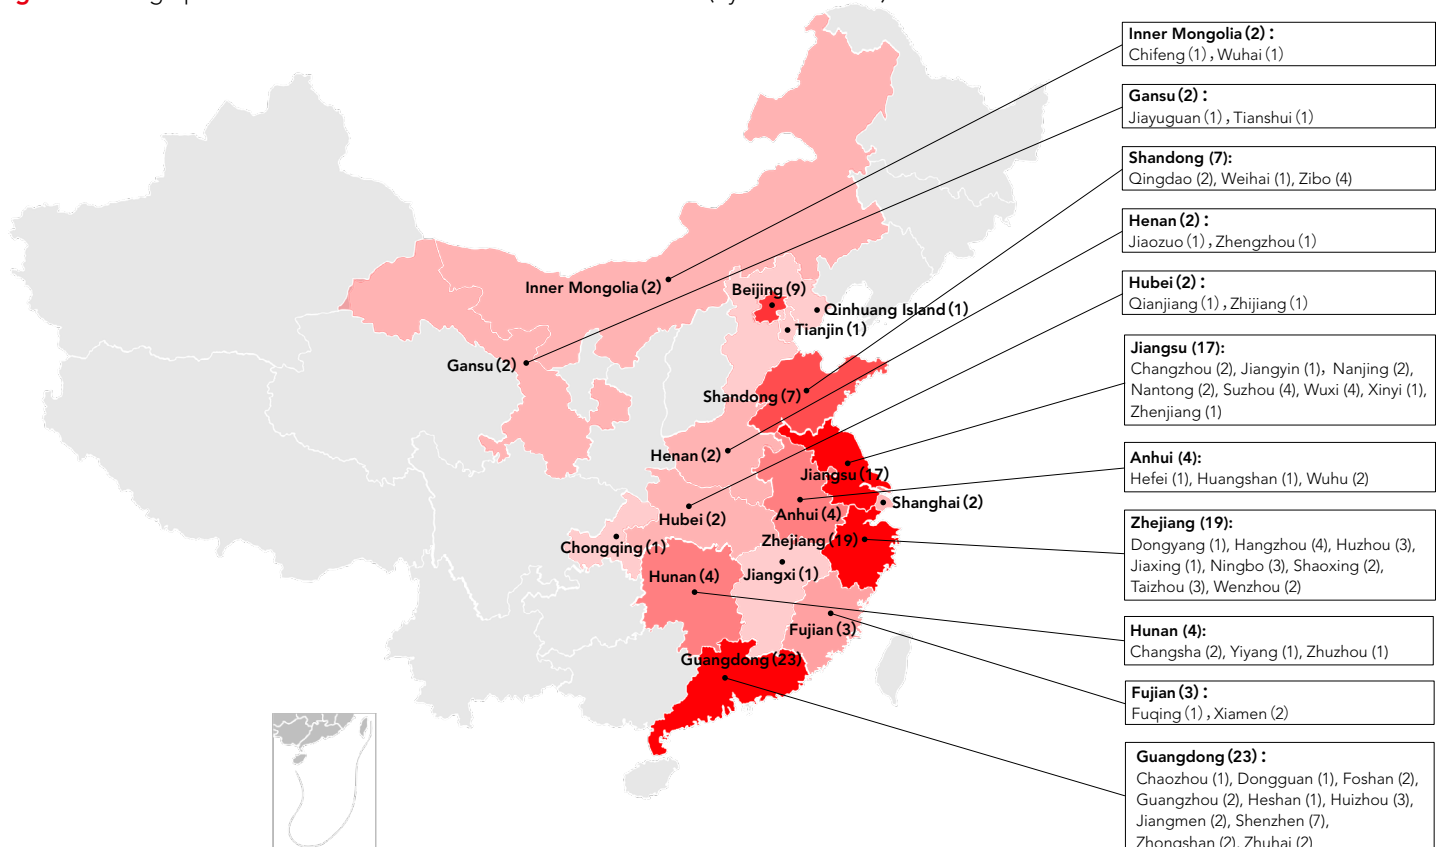 Inner Mongolia (2):
Chifeng (1), Wuhai (1)
Gansu (2):
Jiayuguan (1), Tianshui (1)
Shandong (7):
Qingdao (2), Weihai (1), Zibo (4)
Henan (2):
Jiaozuo (1), Zhengzhou (1)
Hubei (2):
Qianjiang (1), Zhijiang (1)
Jiangsu (17):
Changzhou (2), Jiangyin (1), Nanjing (2),
Nantong (2), Suzhou (4), Wuxi (4), Xinyi (1),
Zhenjiang (1)
Anhui (4):
Hefei (1), Huangshan (1), Wuhu (2)
Zhejiang (19):
Dongyang (1), Hangzhou (4), Huzhou (3),
Jiaxing (1), Ningbo (3), Shaoxing (2),
Taizhou (3), Wenzhou (2)
Hunan (4):
Changsha (2), Yiyang (1), Zhuzhou (1)
Fujian (3):
Fuqing (1), Xiamen (2)
Guangdong (23):
Chaozhou (1), Dongguan (1), Foshan (2),
Guangzhou (2), Heshan (1), Huizhou (3),
Jiangmen (2), Shenzhen (7),
Zhongshan (2), Zhuhai (2)
Inner Mongolia (2)
Beijing (9)
Qinhuang Island (1)
Tianjin (1)
Gansu (2)
Shandong (7)
Henan (2)
Jiangsu (17)
Shanghai (2)
Anhui (4)
Hubei (2)
Zhejiang (19)
Chongqing (1)
Jiangxi (1)
Hunan (4)
Fujian (3)
Guangdong (23)